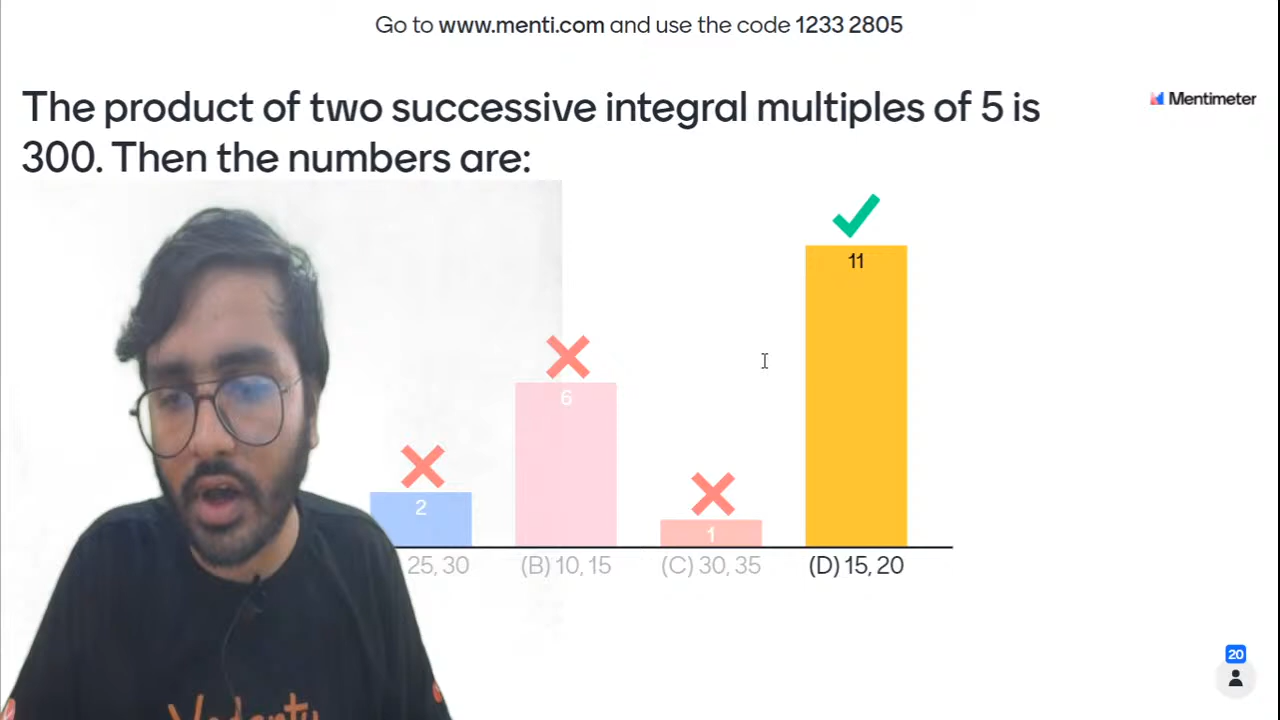 Go to www.menti.com and use the code 1233 2805
The product of two successive integral multiples of 5 is
300. Then the numbers are:
Mentimeter
11
6
2
1
25, 30
(B) 10, 15
(C) 30, 35
(D) 15, 20
20
Vedantu